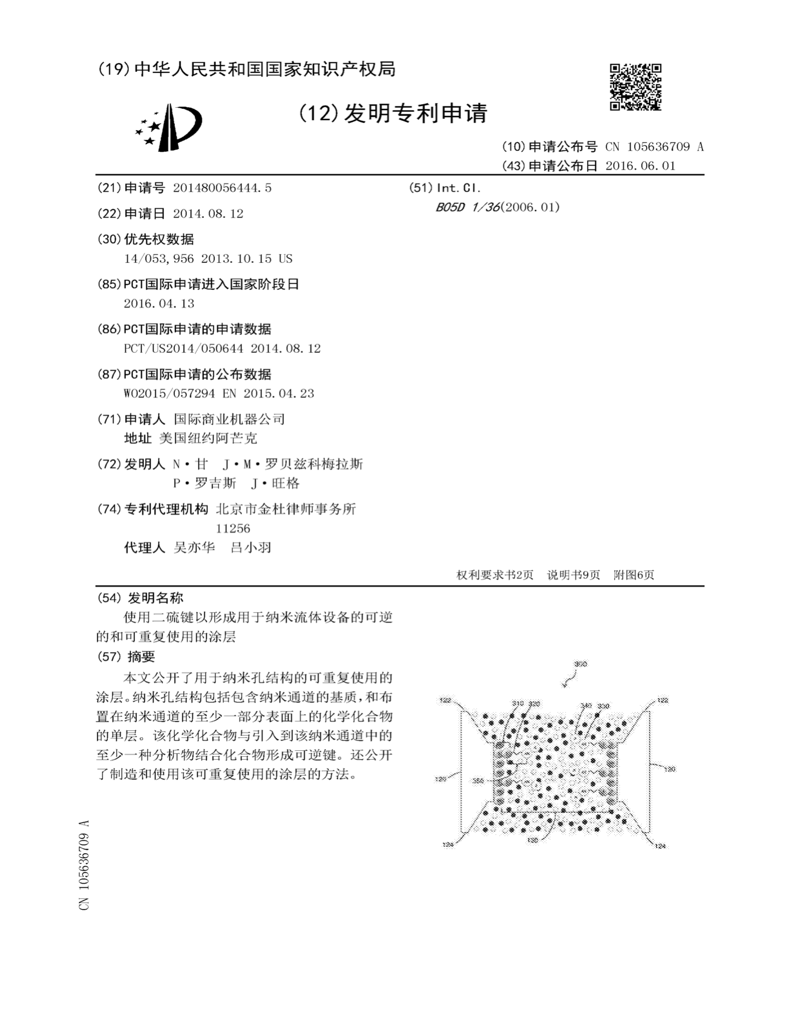 (19)中华人民共和国国家知识产权局
(12)发明专利申请
(10)申请公布号 CN 105636709 A
(43)申请公布日 2016.06.01
(21)申请号 201480056444.5
(22)申请日 2014.08.12
(30)优先权数据
14/053,956 2013.10.15 US
(85)PCT国际申请进入国家阶段日
2016.04.13
(86)PCT国际申请的申请数据
PCT/US2014/050644 2014.08.12
(87)PCT国际申请的公布数据
WO2015/057294 EN 2015.04.23
(71)申请人 国际商业机器公司
地址 美国纽约阿芒克
(72)发明人 N·甘 J·M·罗贝兹科梅拉斯
P·罗吉斯 J·旺格
(74)专利代理机构 北京市金杜律师事务所
11256
代理人 吴亦华 吕小羽
(51)Int.Cl.
B05D 1/36(2006.01)
权利要求书2页 说明书9页 附图6页
(54)发明名称
使用二硫键以形成用于纳米流体设备的可逆
的和可重复使用的涂层
(57)摘要
本文公开了用于纳米孔结构的可重复使用的
涂层。纳米孔结构包括包含纳米通道的基质,和布
置在纳米通道的至少一部分表面上的化学化合物
的单层。该化学化合物与引入到该纳米通道中的
至少一种分析物结合化合物形成可逆键。还公开
了制造和使用该可重复使用的涂层的方法。
300
122 310 320 340 330 122
120 350 120
124 130 124
CN 105636709 A